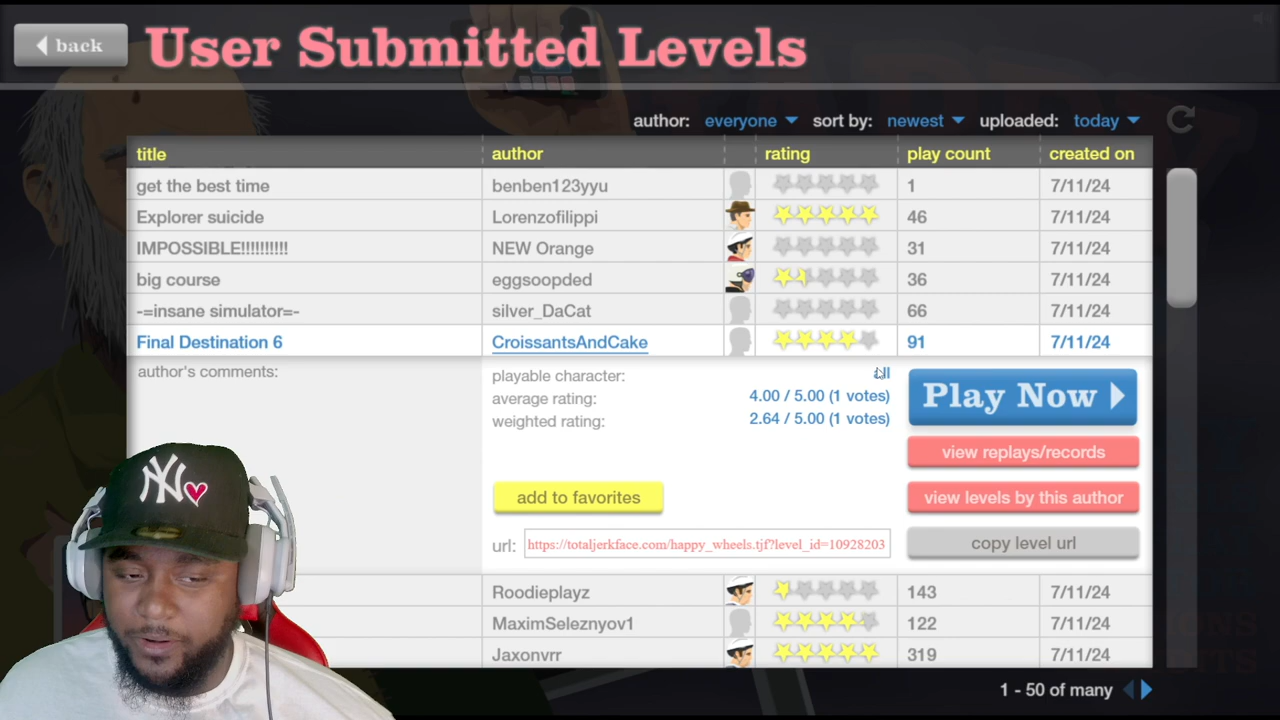 back
User Submitted Levels
author: everyone sort by: newest uploaded: today
title author rating play count created on
get the best time benben123yyu 1 7/11/24
Explorer suicide Lorenzofilippi 46 7/11/24
IMPOSSIBLE!!!!!!!!!! NEW Orange 31 7/11/24
big course eggsoopded 36 7/11/24
-=insane simulator=- silver_DaCat 66 7/11/24
Final Destination 6 CroissantsAndCake 91 7/11/24
author's comments:
playable character: all
average rating: 4.00 / 5.00 (1 votes)
weighted rating: 2.64 / 5.00 (1 votes)
Play Now
view replays/records
add to favorites
view levels by this author
url: https://totaljerkface.com/happy_wheels.tjf?level_id=10928203
copy level url
Roodieplayz 143 7/11/24
MaximSeleznyov1 122 7/11/24
Jaxonvrr 319 7/11/24
1 - 50 of many
NY